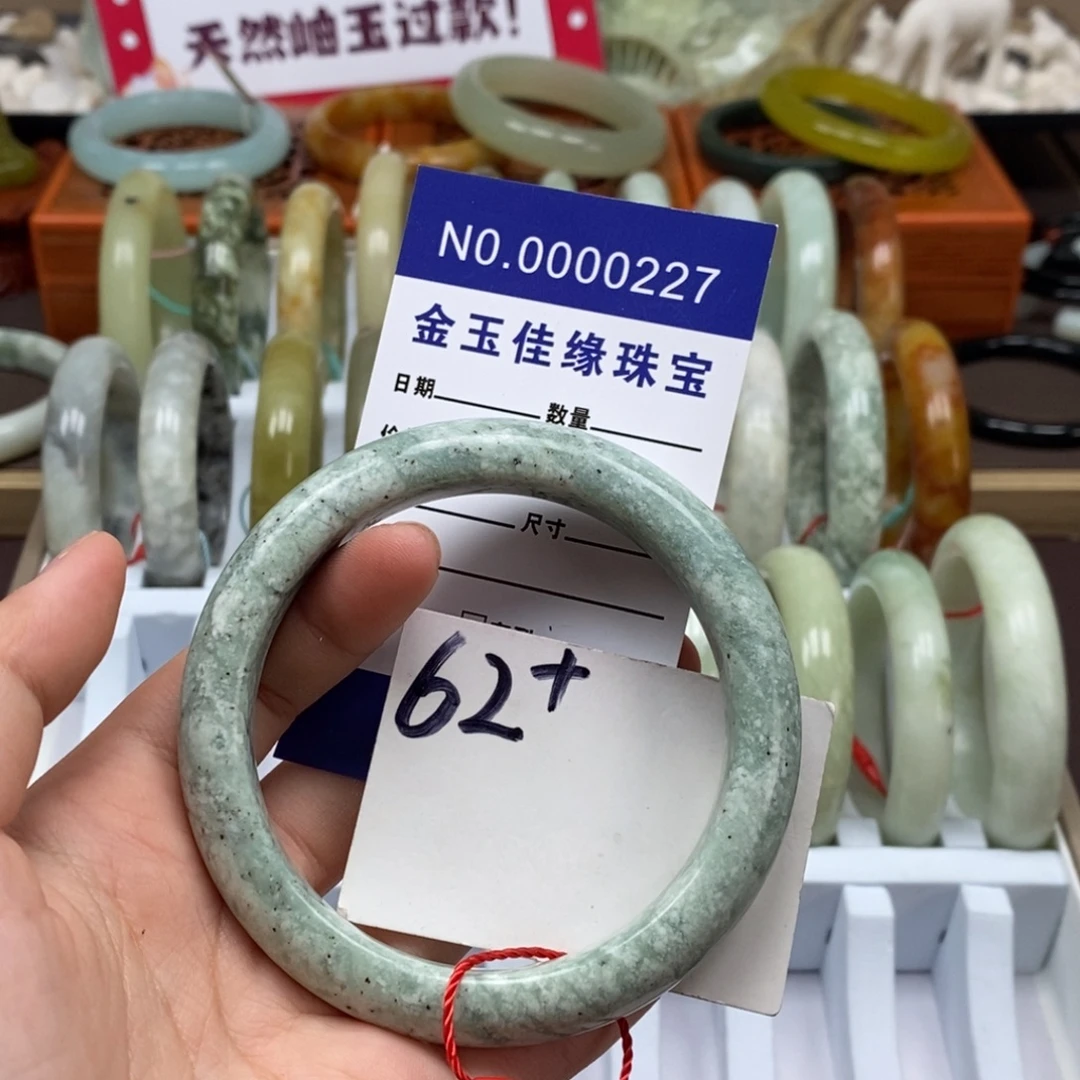 天然岫玉过款！
NO.0000227
金玉佳缘珠宝
日期 数量
尺寸
62+